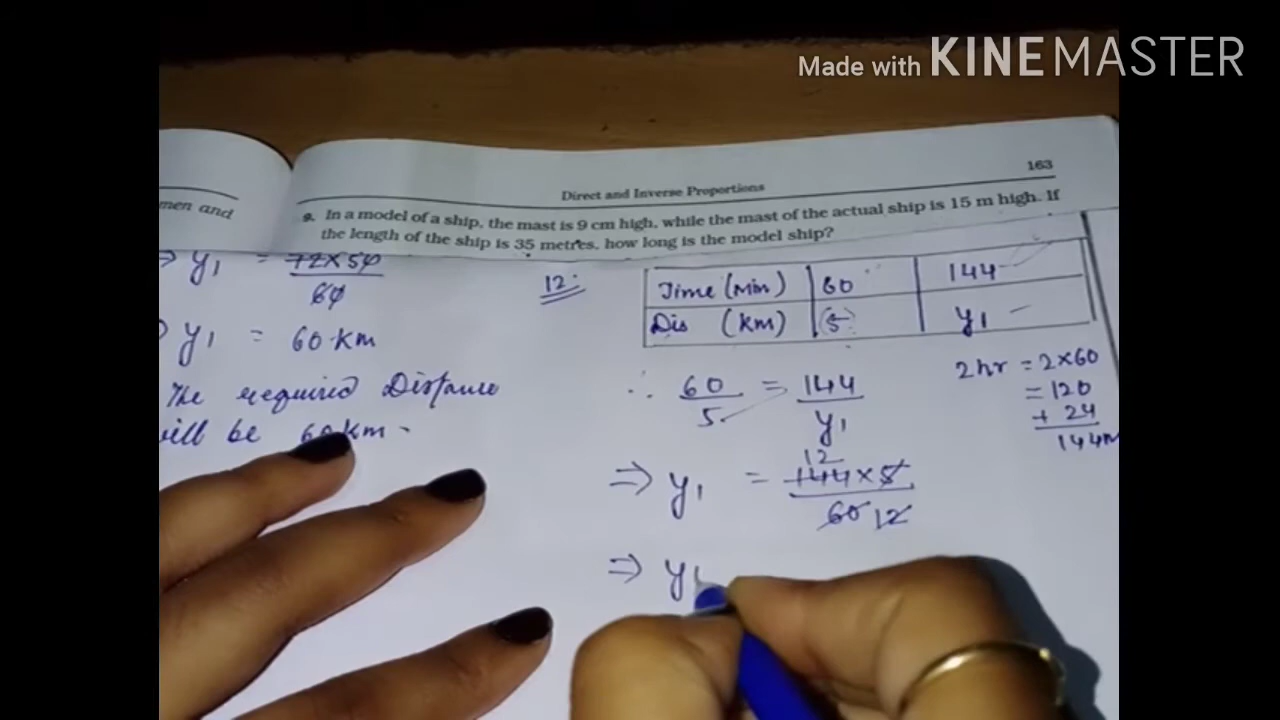 Made with KINEMASTER
163
Direct and Inverse Proportions
men and
9. In a model of a ship, the mast is 9 cm high, while the mast of the actual ship is 15 m high. If
the length of the ship is 35 metres, how long is the model ship?
⇒ y₁ = 72×50
60
⇒ y₁ = 60 km
The required Distance
will be 60 km.
12.
Time (Min) 60 144
Dis (km) (5) y₁
2hr = 2×60
= 120
+ 24
144m
∴ 60/5 = 144/y₁
12
⇒ y₁ = 144×5
60 12
⇒ y₁